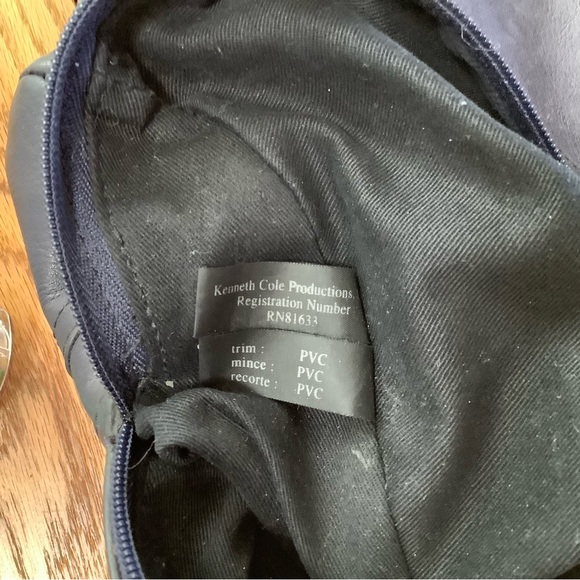 Kenneth Cole Productions.
Registration Number
RN81633
trim : PVC
mince : PVC
recorte : PVC